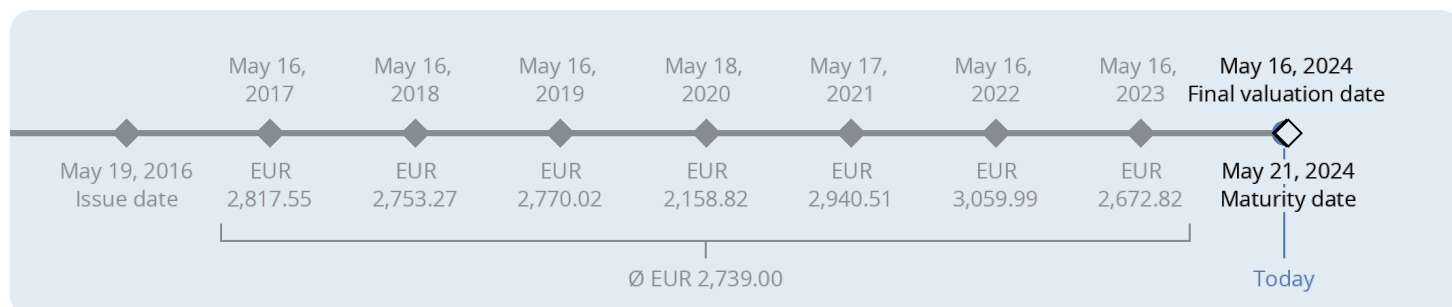 May 16,
2017
May 16,
2018
May 16,
2019
May 18,
2020
May 17,
2021
May 16,
2022
May 16,
2023
May 16, 2024
Final valuation date
May 19, 2016
Issue date
EUR
2,817.55
EUR
2,753.27
EUR
2,770.02
EUR
2,158.82
EUR
2,940.51
EUR
3,059.99
EUR
2,672.82
May 21, 2024
Maturity date
Ø EUR 2,739.00
Today